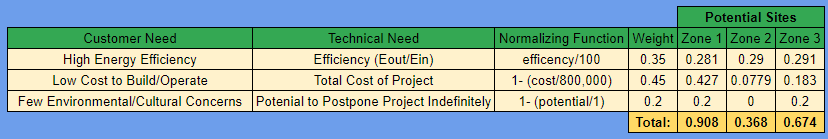 Potential Sites
Customer Need Technical Need Normalizing Function Weight Zone 1 Zone 2 Zone 3
High Energy Efficiency Efficiency (Eout/Ein) efficency/100 0.35 0.281 0.29 0.291
Low Cost to Build/Operate Total Cost of Project 1- (cost/800,000) 0.45 0.427 0.0779 0.183
Few Environmental/Cultural Concerns Potenial to Postpone Project Indefinitely 1- (potential/1) 0.2 0.2 0 0.2
Total: 0.908 0.368 0.674